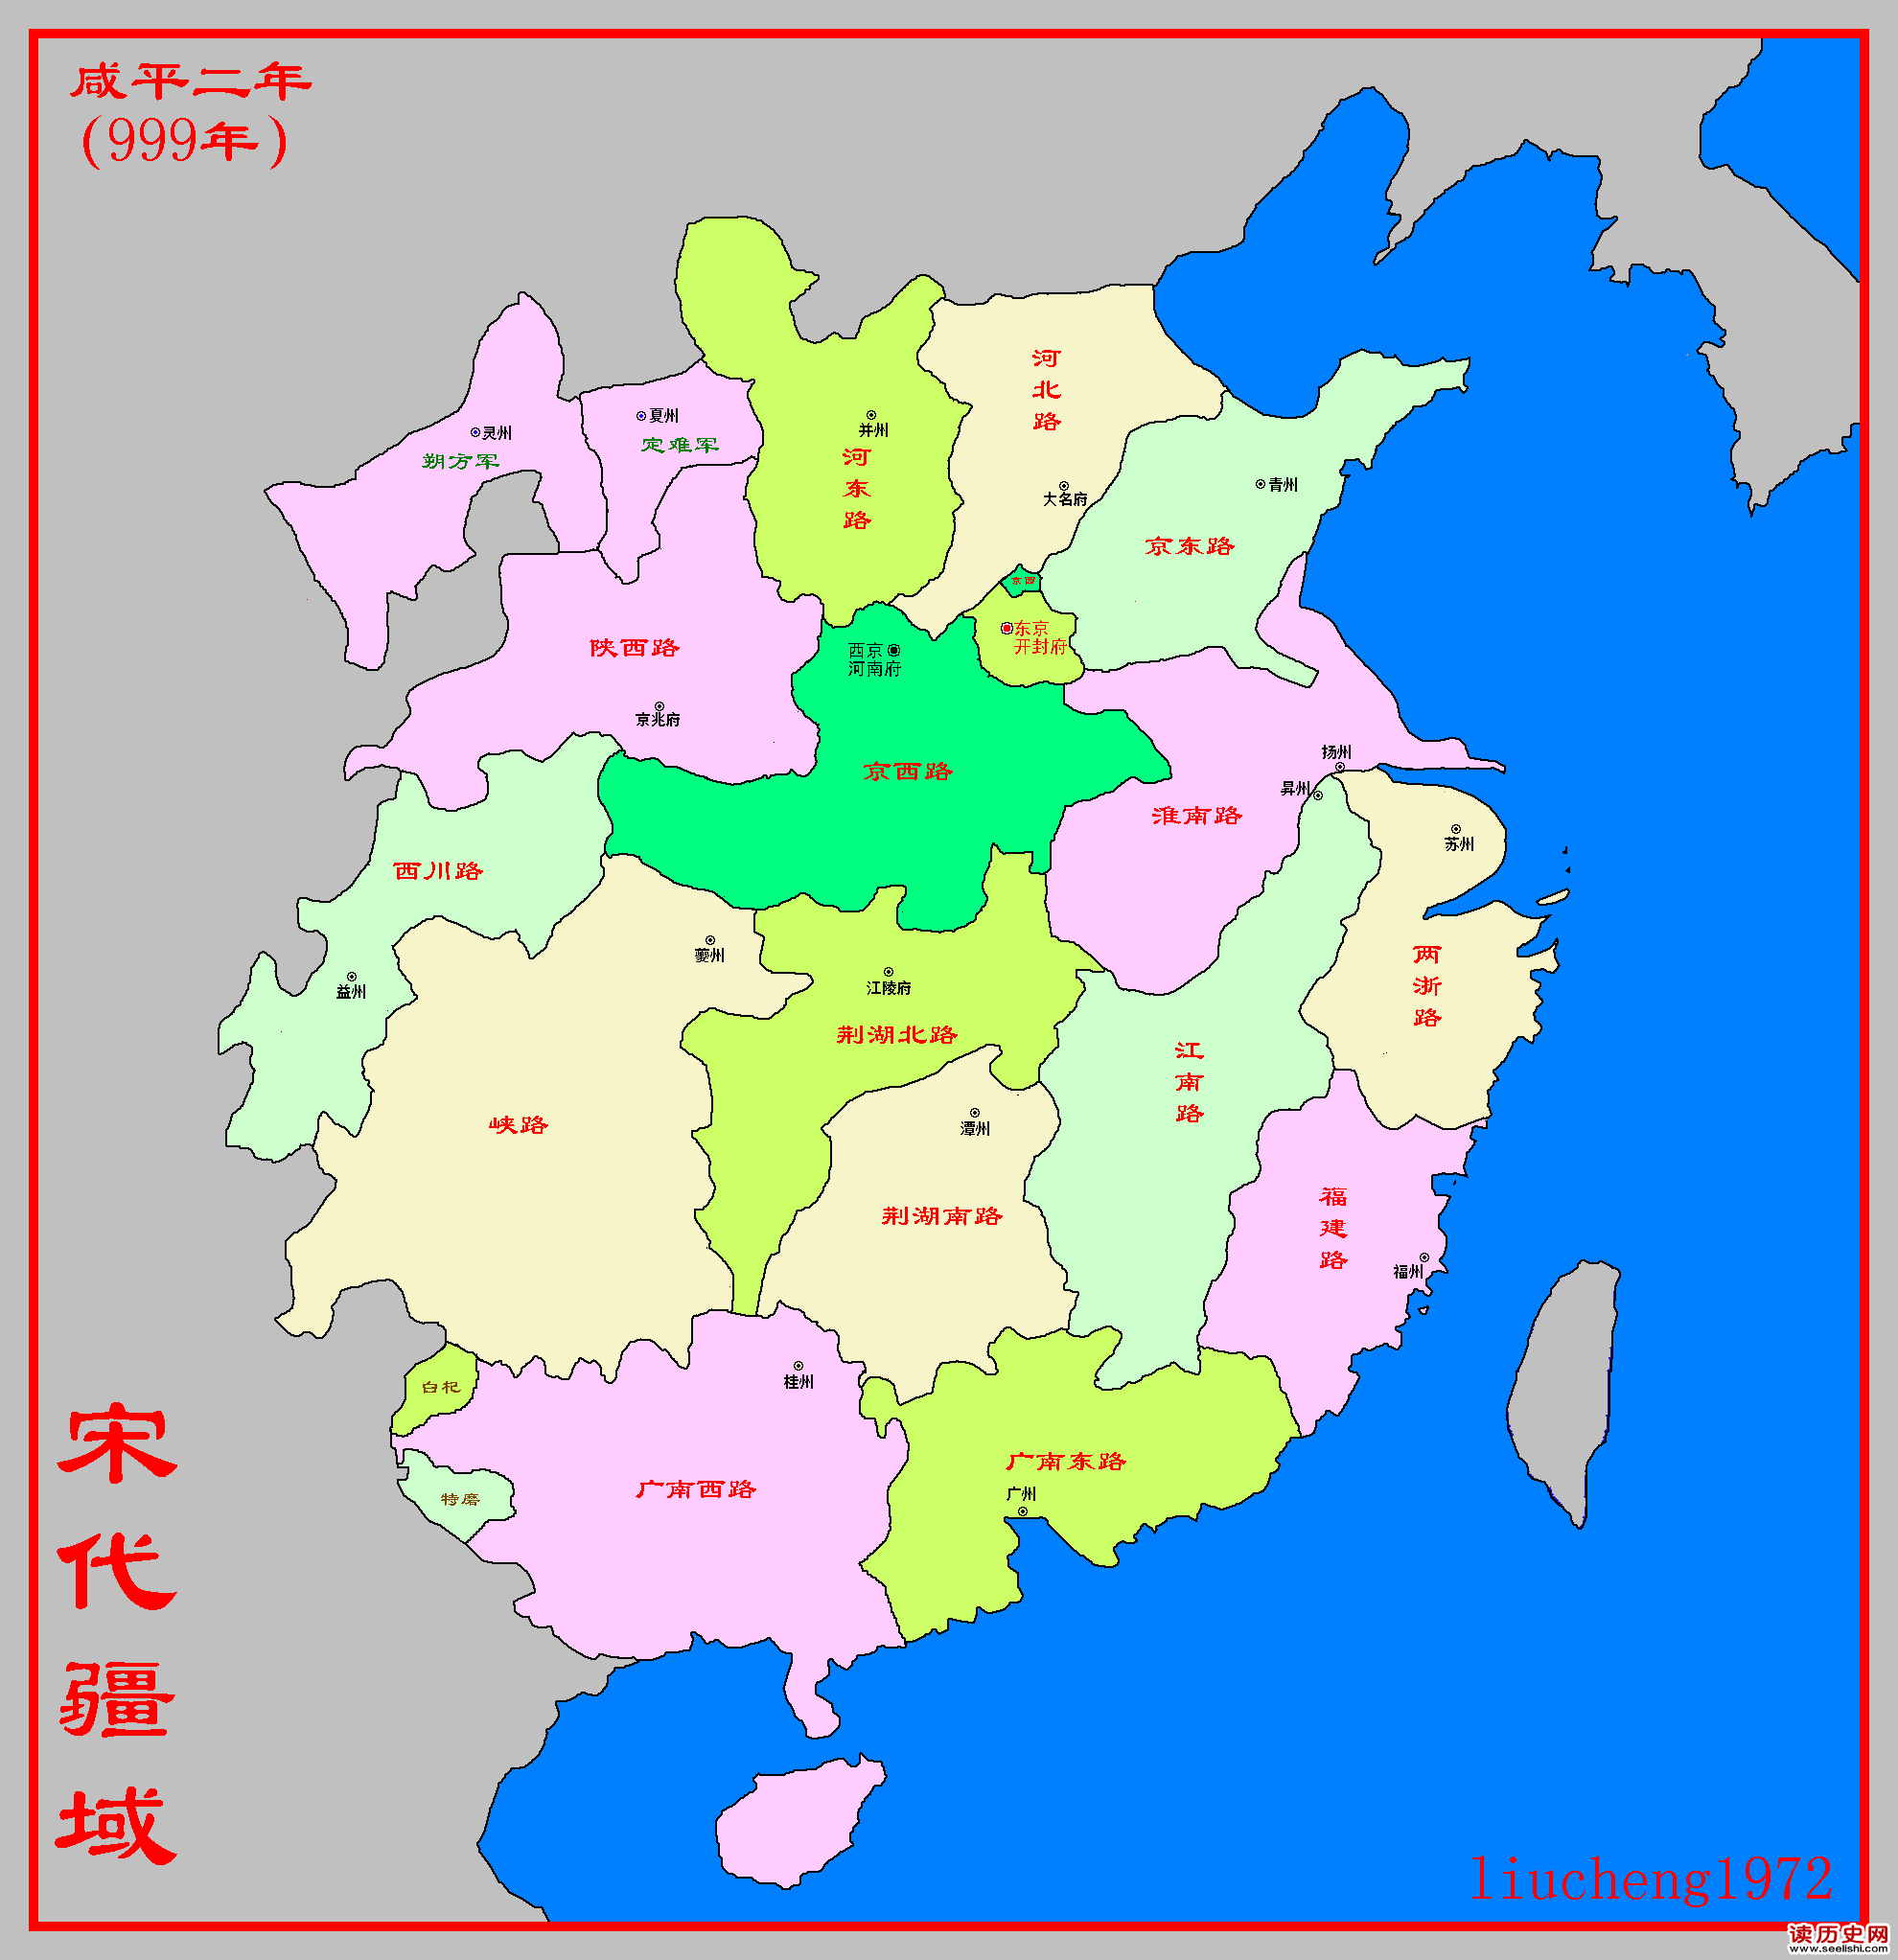 咸平二年
(999年)
宋代疆域
河北路
夏州
定难军
灵州
朔方军
并州
河东路
大名府
青州
京东路
京西
东京
开封府
西京
河南府
陕西路
京兆府
京西路
扬州
昇州
淮南路
苏州
西川路
益州
夔州
江陵府
荆湖北路
两浙路
江南路
峡路
潭州
荆湖南路
福建路
福州
桂州
白杞
广南西路
特磨
广南东路
广州
liucheng1972
读历史网
www.seelishi.com